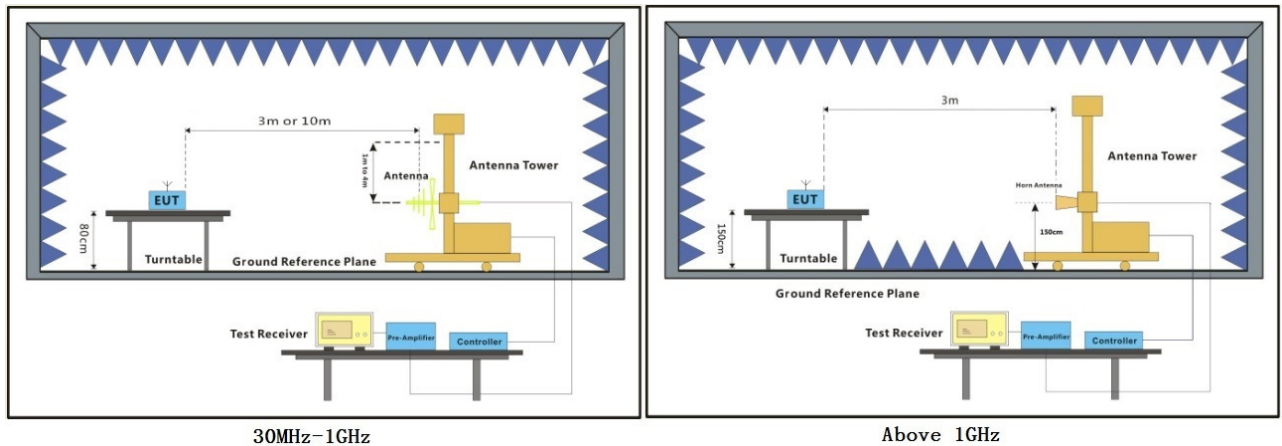 3m or 10m
1m to 4m
Antenna
Antenna Tower
EUT
80cm
Turntable
Ground Reference Plane
Test Receiver
Pre-Amplifier
Controller
30MHz-1GHz
3m
Antenna Tower
Horn Antenna
EUT
150cm
150cm
Turntable
Ground Reference Plane
Test Receiver
Pre-Amplifier
Controller
Above 1GHz